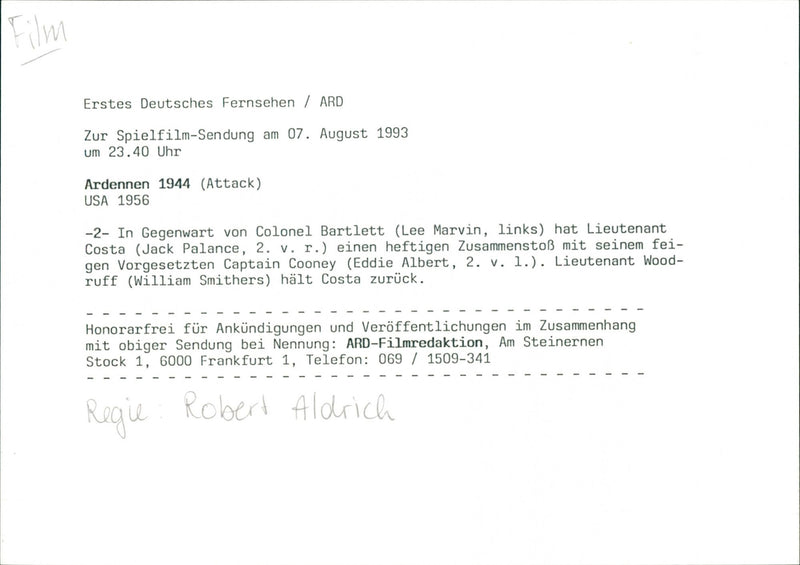 Film
Erstes Deutsches Fernsehen / ARD
Zur Spielfilm-Sendung am 07. August 1993
um 23.40 Uhr
Ardennen 1944 (Attack)
USA 1956
-2- In Gegenwart von Colonel Bartlett (Lee Marvin, links) hat Lieutenant
Costa (Jack Palance, 2. v. r.) einen heftigen Zusammenstoß mit seinem fei-
gen Vorgesetzten Captain Cooney (Eddie Albert, 2. v. l.). Lieutenant Wood-
ruff (William Smithers) hält Costa zurück.
Honorarfrei für Ankündigungen und Veröffentlichungen im Zusammenhang
mit obiger Sendung bei Nennung: ARD-Filmredaktion, Am Steinernen
Stock 1, 6000 Frankfurt 1, Telefon: 069 / 1509-341
Regie: Robert Aldrich